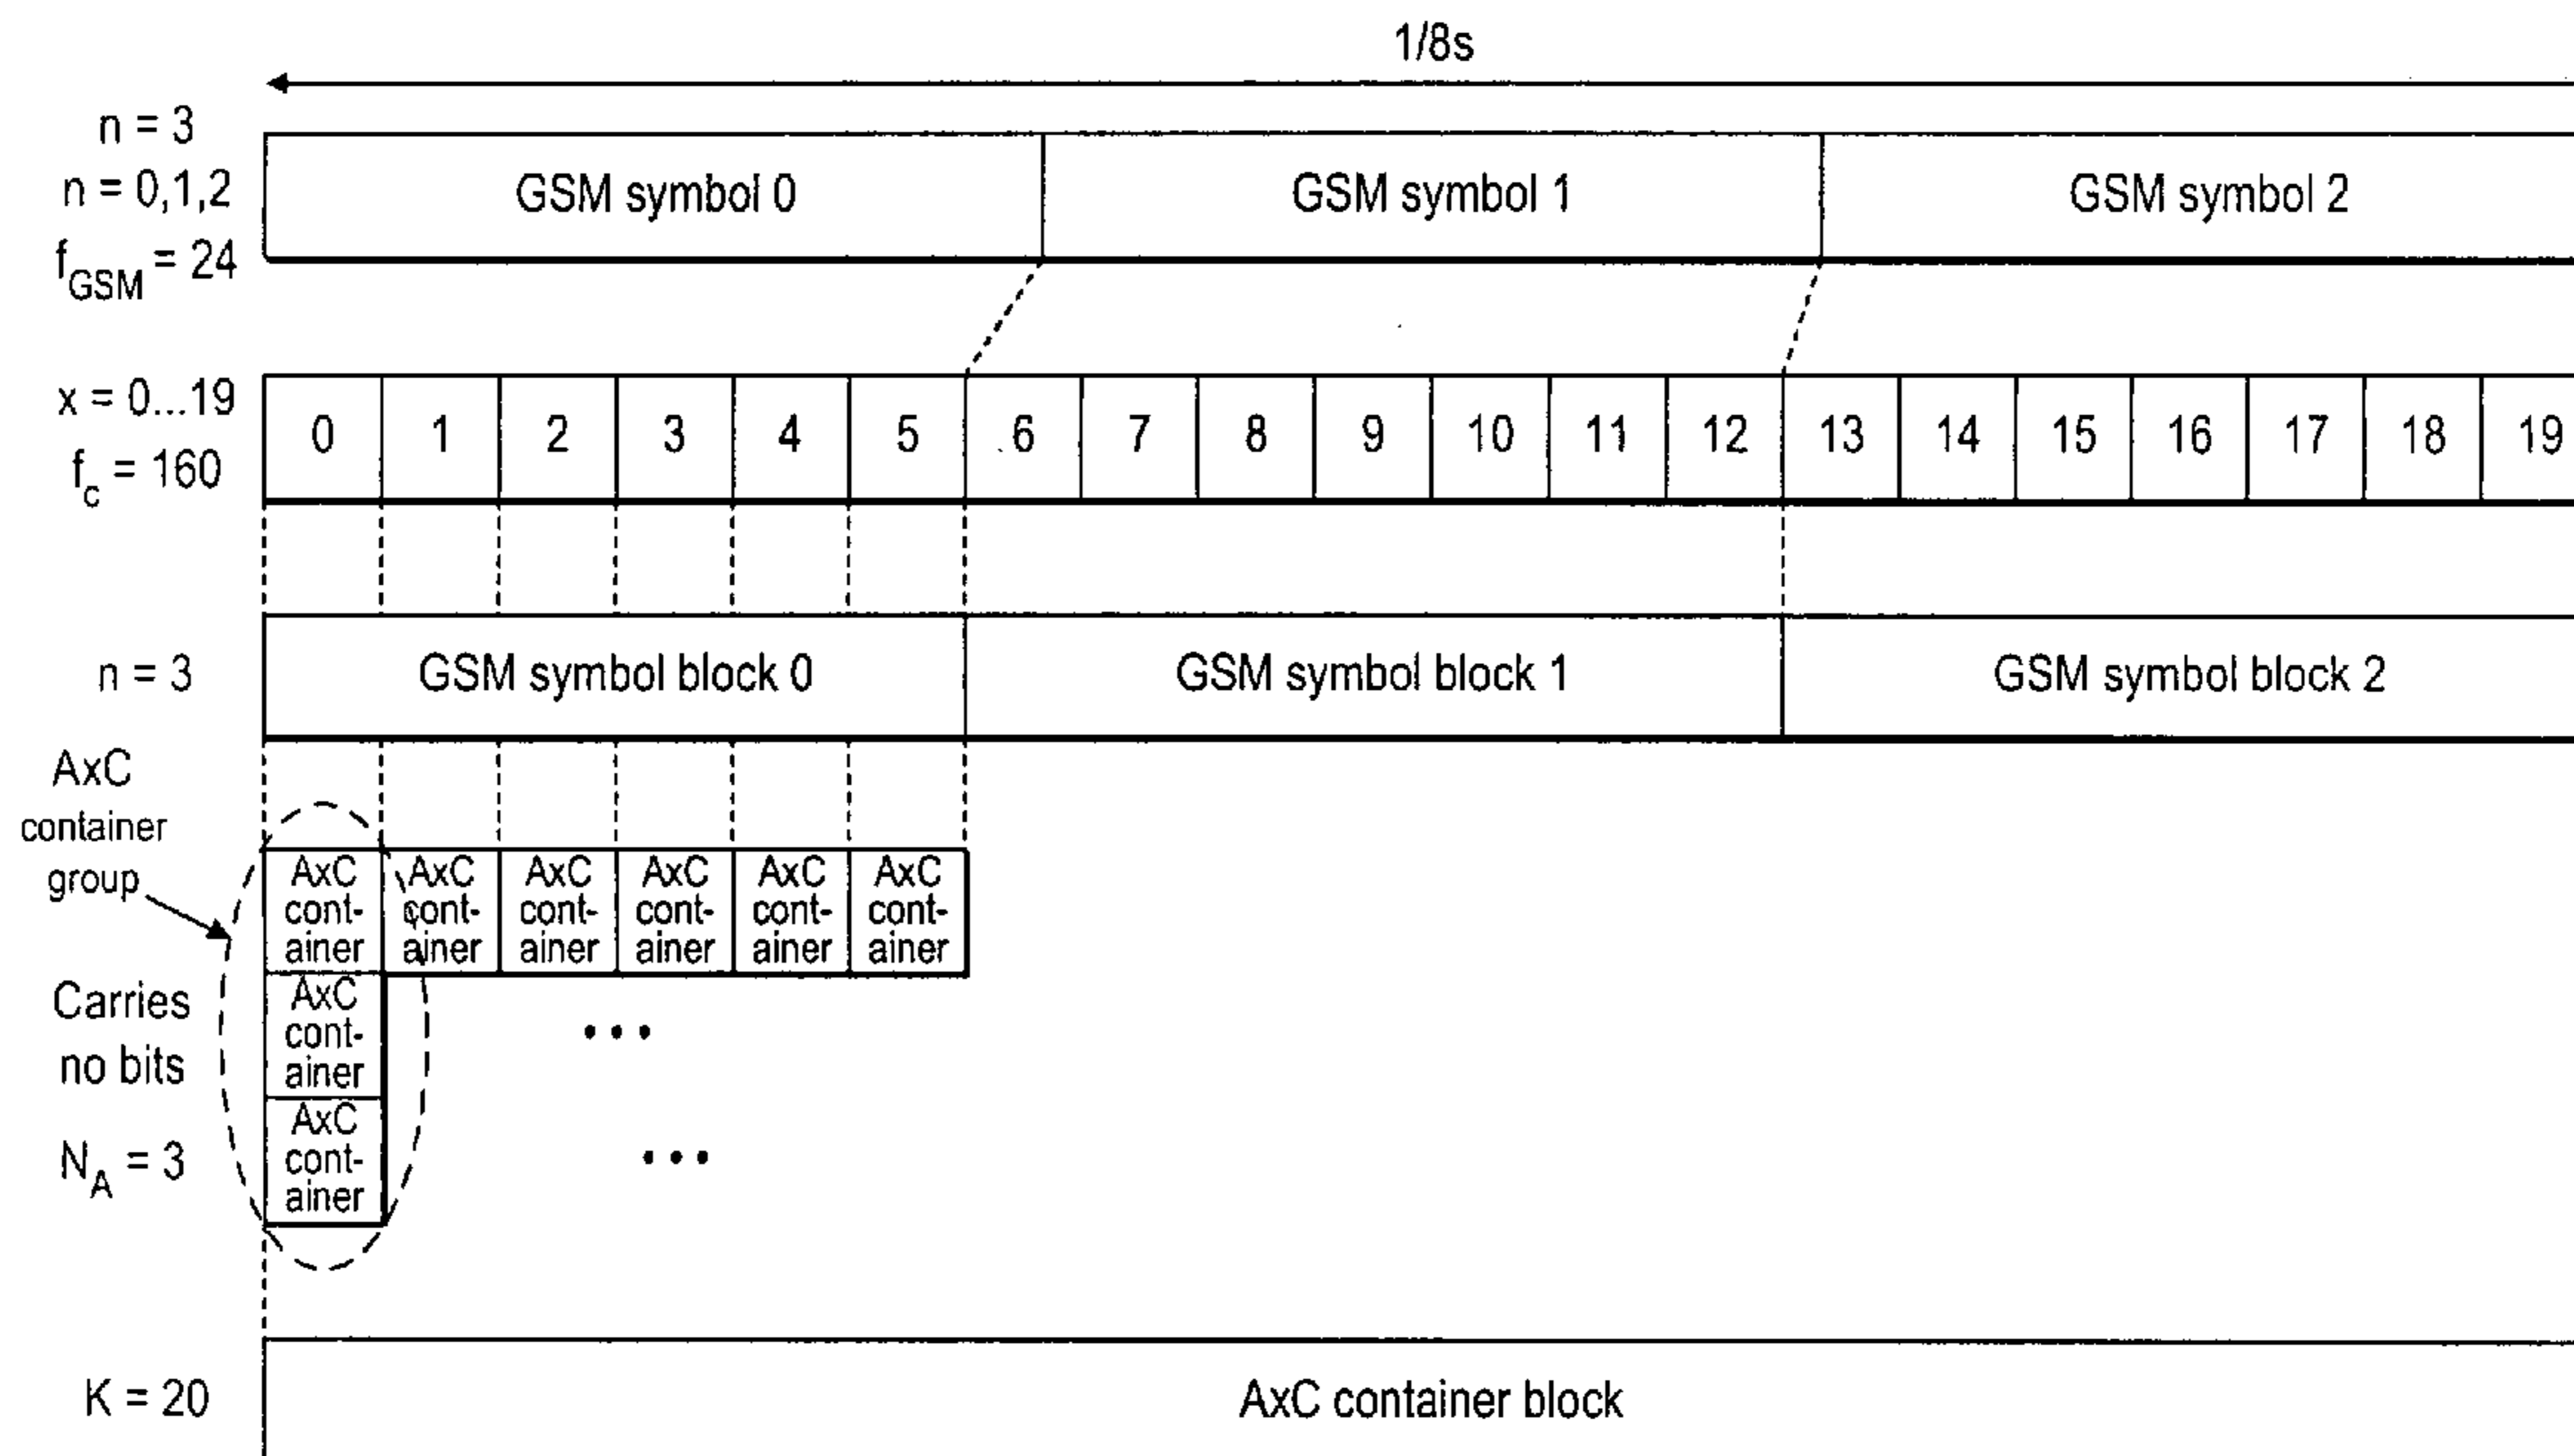 1/8s
n = 3
n = 0,1,2
fGSM = 24
GSM symbol 0
GSM symbol 1
GSM symbol 2
x = 0...19
fc = 160
0 1 2 3 4 5 6 7 8 9 10 11 12 13 14 15 16 17 18 19
n = 3
GSM symbol block 0
GSM symbol block 1
GSM symbol block 2
AxC
container
group
AxC AxC AxC AxC AxC AxC
cont- cont- cont- cont- cont- cont-
ainer ainer ainer ainer ainer ainer
Carries
no bits
AxC
cont-
ainer
...
NA = 3
AxC
cont-
ainer
...
K = 20
AxC container block